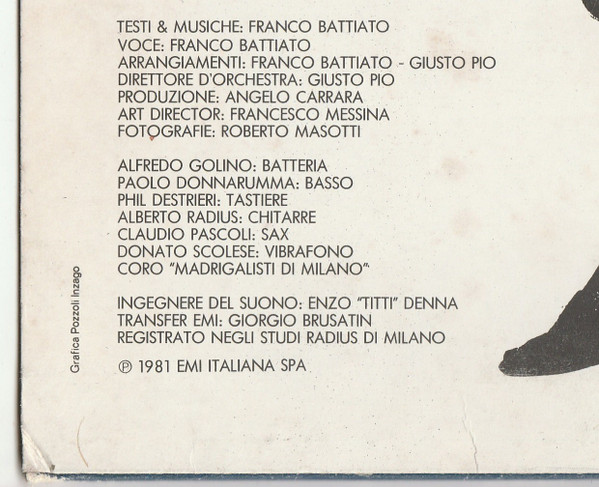 TESTI & MUSICHE: FRANCO BATTIATO
VOCE: FRANCO BATTIATO
ARRANGIAMENTI: FRANCO BATTIATO - GIUSTO PIO
DIRETTORE D'ORCHESTRA: GIUSTO PIO
PRODUZIONE: ANGELO CARRARA
ART DIRECTOR: FRANCESCO MESSINA
FOTOGRAFIE: ROBERTO MASOTTI
ALFREDO GOLINO: BATTERIA
PAOLO DONNARUMMA: BASSO
PHIL DESTRIERI: TASTIERE
ALBERTO RADIUS: CHITARRE
CLAUDIO PASCOLI: SAX
DONATO SCOLESE: VIBRAFONO
CORO "MADRIGALISTI DI MILANO"
INGEGNERE DEL SUONO: ENZO "TITTI" DENNA
TRANSFER EMI: GIORGIO BRUSATIN
REGISTRATO NEGLI STUDI RADIUS DI MILANO
℗ 1981 EMI ITALIANA SPA
Grafica Pozzoli Inzago